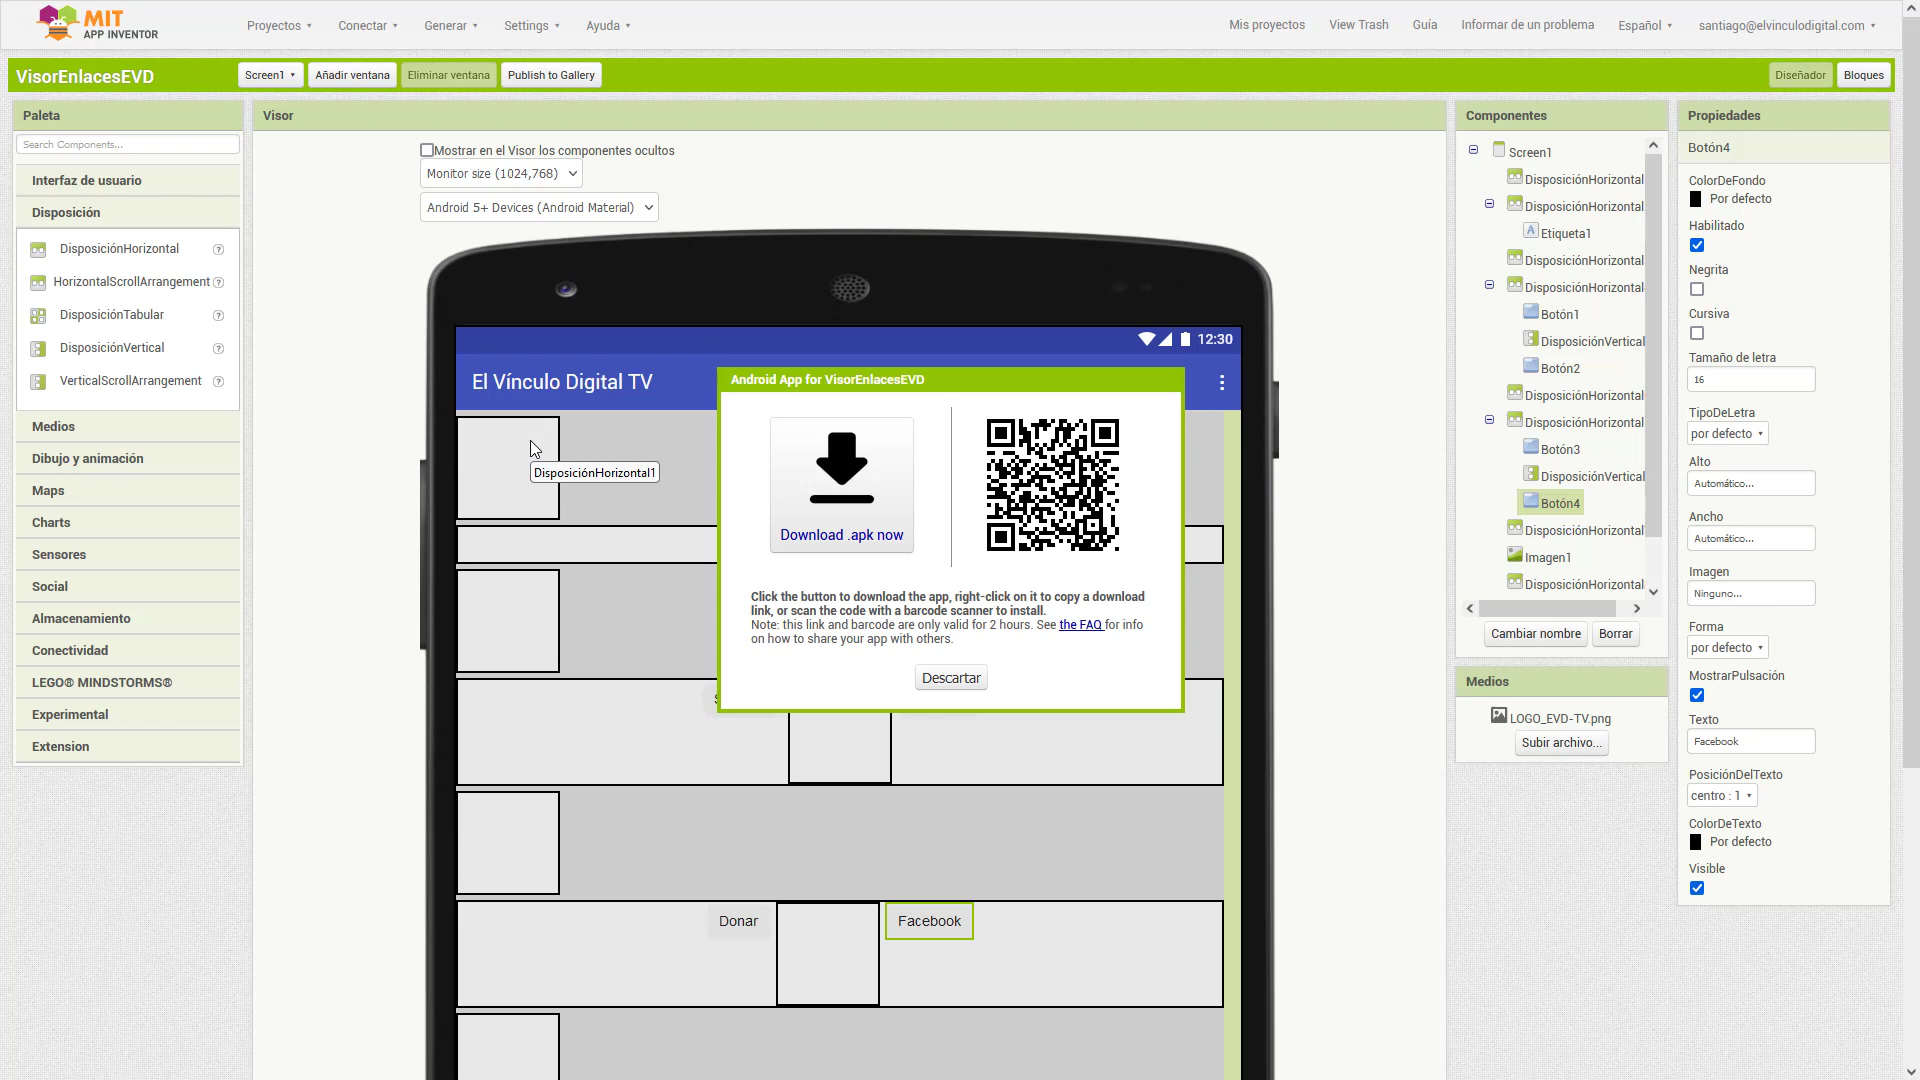 MIT
APP INVENTOR
Proyectos
Conectar
Generar
Settings
Ayuda
Mis proyectos
View Trash
Guía
Informar de un problema
Español
santiago@elvinculodigital.com
VisorEnlacesEVD
Screen1
Añadir ventana
Eliminar ventana
Publish to Gallery
Diseñador
Bloques
Paleta
Search Components...
Interfaz de usuario
Disposición
DisposiciónHorizontal
HorizontalScrollArrangement
DisposiciónTabular
DisposiciónVertical
VerticalScrollArrangement
Medios
Dibujo y animación
Maps
Charts
Sensores
Social
Almacenamiento
Conectividad
LEGO® MINDSTORMS®
Experimental
Extension
Visor
Mostrar en el Visor los componentes ocultos
Monitor size (1024,768)
Android 5+ Devices (Android Material)
12:30
El Vínculo Digital TV
DisposiciónHorizontal1
Android App for VisorEnlacesEVD
Download .apk now
Click the button to download the app, right-click on it to copy a download
link, or scan the code with a barcode scanner to install.
Note: this link and barcode are only valid for 2 hours. See the FAQ for info
on how to share your app with others.
Descartar
Donar
Facebook
Componentes
Screen1
DisposiciónHorizontal
DisposiciónHorizontal
Etiqueta1
DisposiciónHorizontal
DisposiciónHorizontal
Botón1
DisposiciónVertical
Botón2
DisposiciónHorizontal
DisposiciónHorizontal
Botón3
DisposiciónVertical
Botón4
DisposiciónHorizontal
Imagen1
DisposiciónHorizontal
Cambiar nombre
Borrar
Medios
LOGO_EVD-TV.png
Subir archivo...
Propiedades
Botón4
ColorDeFondo
Por defecto
Habilitado
Negrita
Cursiva
Tamaño de letra
16
TipoDeLetra
por defecto
Alto
Automático...
Ancho
Automático...
Imagen
Ninguno...
Forma
por defecto
MostrarPulsación
Texto
Facebook
PosiciónDelTexto
centro : 1
ColorDeTexto
Por defecto
Visible